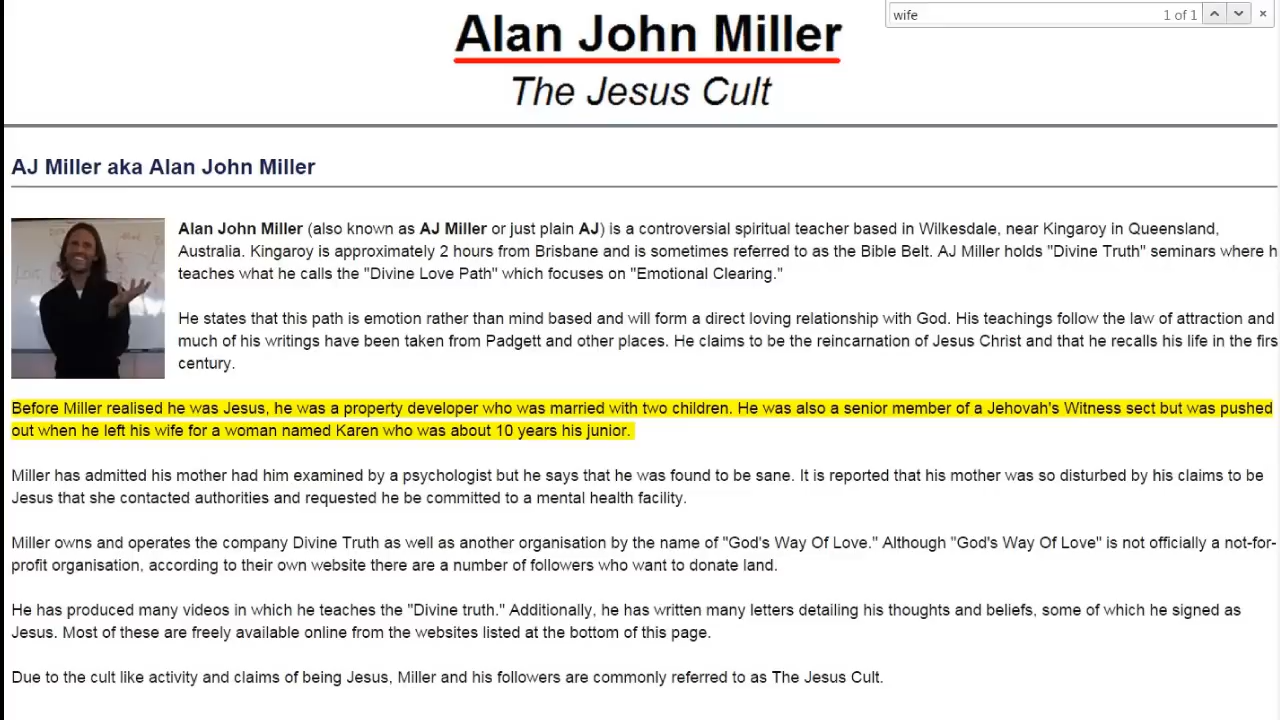 wife 1 of 1
Alan John Miller
The Jesus Cult
AJ Miller aka Alan John Miller
Alan John Miller (also known as AJ Miller or just plain AJ) is a controversial spiritual teacher based in Wilkesdale, near Kingaroy in Queensland,
Australia. Kingaroy is approximately 2 hours from Brisbane and is sometimes referred to as the Bible Belt. AJ Miller holds "Divine Truth" seminars where h
teaches what he calls the "Divine Love Path" which focuses on "Emotional Clearing."
He states that this path is emotion rather than mind based and will form a direct loving relationship with God. His teachings follow the law of attraction and
much of his writings have been taken from Padgett and other places. He claims to be the reincarnation of Jesus Christ and that he recalls his life in the firs
century.
Before Miller realised he was Jesus, he was a property developer who was married with two children. He was also a senior member of a Jehovah's Witness sect but was pushed
out when he left his wife for a woman named Karen who was about 10 years his junior.
Miller has admitted his mother had him examined by a psychologist but he says that he was found to be sane. It is reported that his mother was so disturbed by his claims to be
Jesus that she contacted authorities and requested he be committed to a mental health facility.
Miller owns and operates the company Divine Truth as well as another organisation by the name of "God's Way Of Love." Although "God's Way Of Love" is not officially a not-for-
profit organisation, according to their own website there are a number of followers who want to donate land.
He has produced many videos in which he teaches the "Divine truth." Additionally, he has written many letters detailing his thoughts and beliefs, some of which he signed as
Jesus. Most of these are freely available online from the websites listed at the bottom of this page.
Due to the cult like activity and claims of being Jesus, Miller and his followers are commonly referred to as The Jesus Cult.